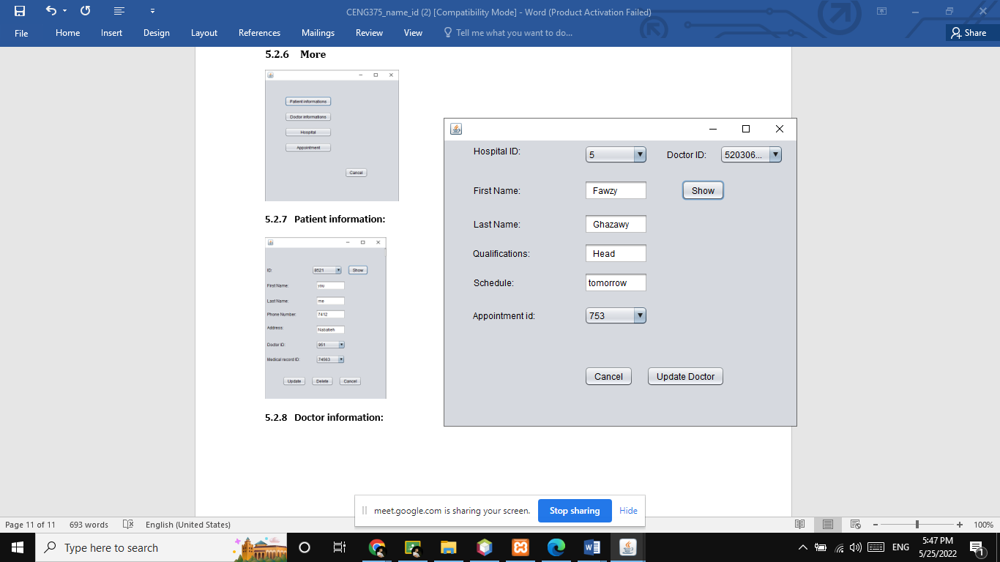 CENG375_name_id (2) [Compatibility Mode] - Word (Product Activation Failed)
File Home Insert Design Layout References Mailings Review View Tell me what you want to do... Share
5.2.6 More
Patient informations
Doctor informations
Hospital
Appointment
Cancel
5.2.7 Patient information:
ID: 8521 Show
First Name: you
Last Name: me
Phone Number: 7412
Address: Nabatieh
Doctor ID: 951
Medical record ID: 74563
Update Delete Cancel
5.2.8 Doctor information:
Hospital ID: 5 Doctor ID: 520306...
First Name: Fawzy Show
Last Name: Ghazawy
Qualifications: Head
Schedule: tomorrow
Appointment id: 753
Cancel Update Doctor
meet.google.com is sharing your screen. Stop sharing Hide
Page 11 of 11 693 words English (United States) 100%
Type here to search ENG 5:47 PM
5/25/2022 1